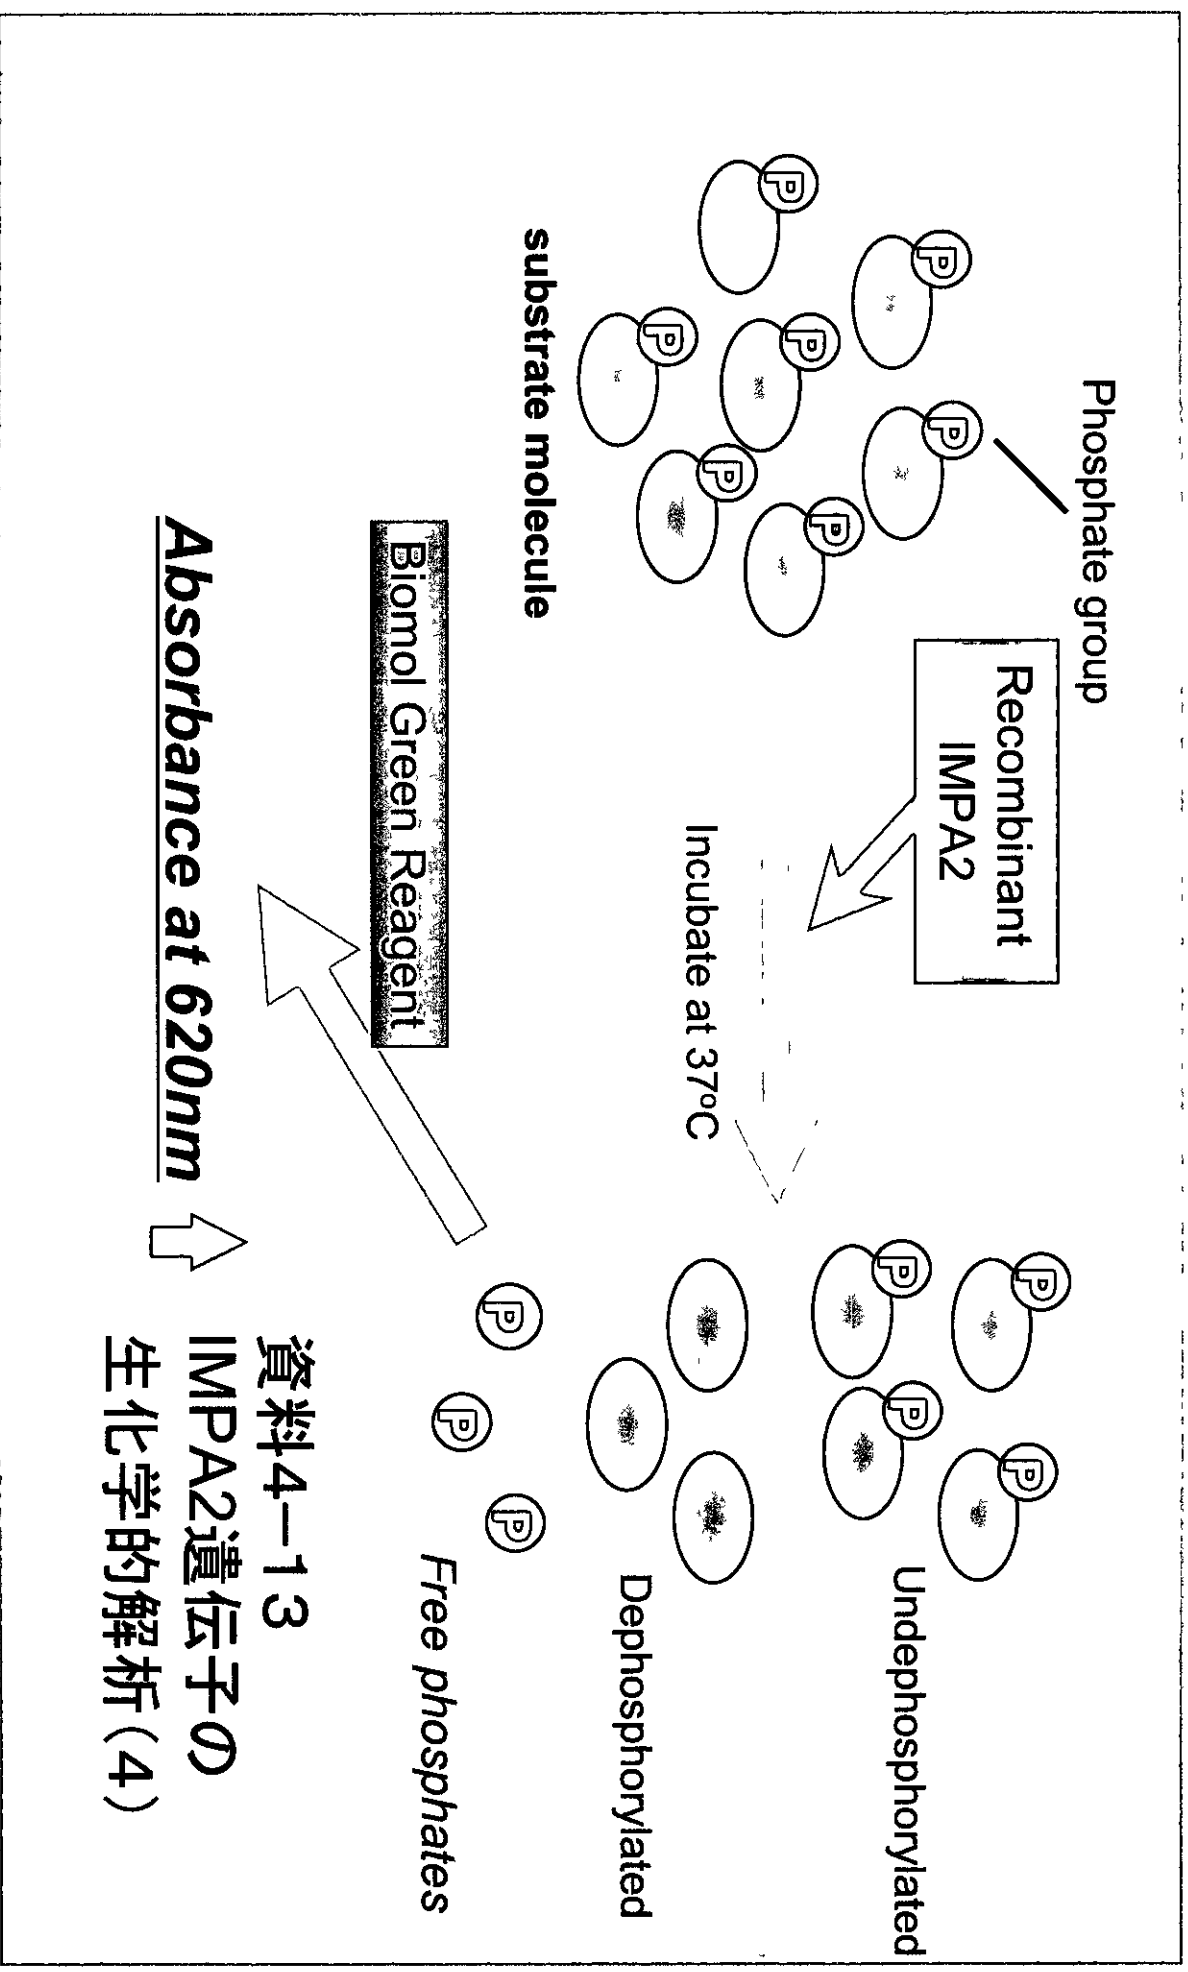 Phosphate group
Recombinant
IMPA2
P
P
P
P
P
P
P
substrate molecule
Incubate at 37ºC
P
P
P
P
Undephosphorylated
Dephosphorylated
P
P
P
Free phosphates
Biomol Green Reagent
Absorbance at 620nm
資料4－13
IMPA2遺伝子の
生化学的解析(4)